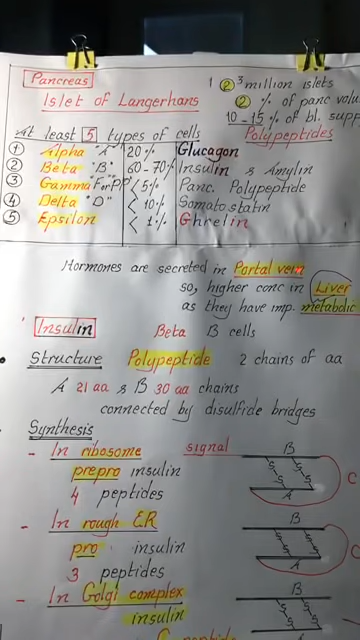 Pancreas
Islet of Langerhans
1 ② 3 million islets
② % of panc volu
10 - 15 % of bl. supp
At least 5 types of cells
Polypeptides
① Alpha "A" 20% Glucagon
② Beta "B" 60 - 70% Insulin & Amylin
③ Gamma "F or PP" < 5% Panc. Polypeptide
④ Delta "D" < 10% Somatostatin
⑤ Epsilon < 1% Ghrelin
Hormones are secreted in Portal vein
so, higher conc in Liver
as they have imp. metabolic
Insulin Beta B cells
• Structure Polypeptide 2 chains of aa
A 21 aa & B 30 aa chains
connected by disulfide bridges
Synthesis
- In ribosome signal B
prepro insulin S S S S C
4 peptides A
- In rough ER B
pro insulin S S S S
3 peptides A
- In Golgi complex B
insulin S S S S
C peptide